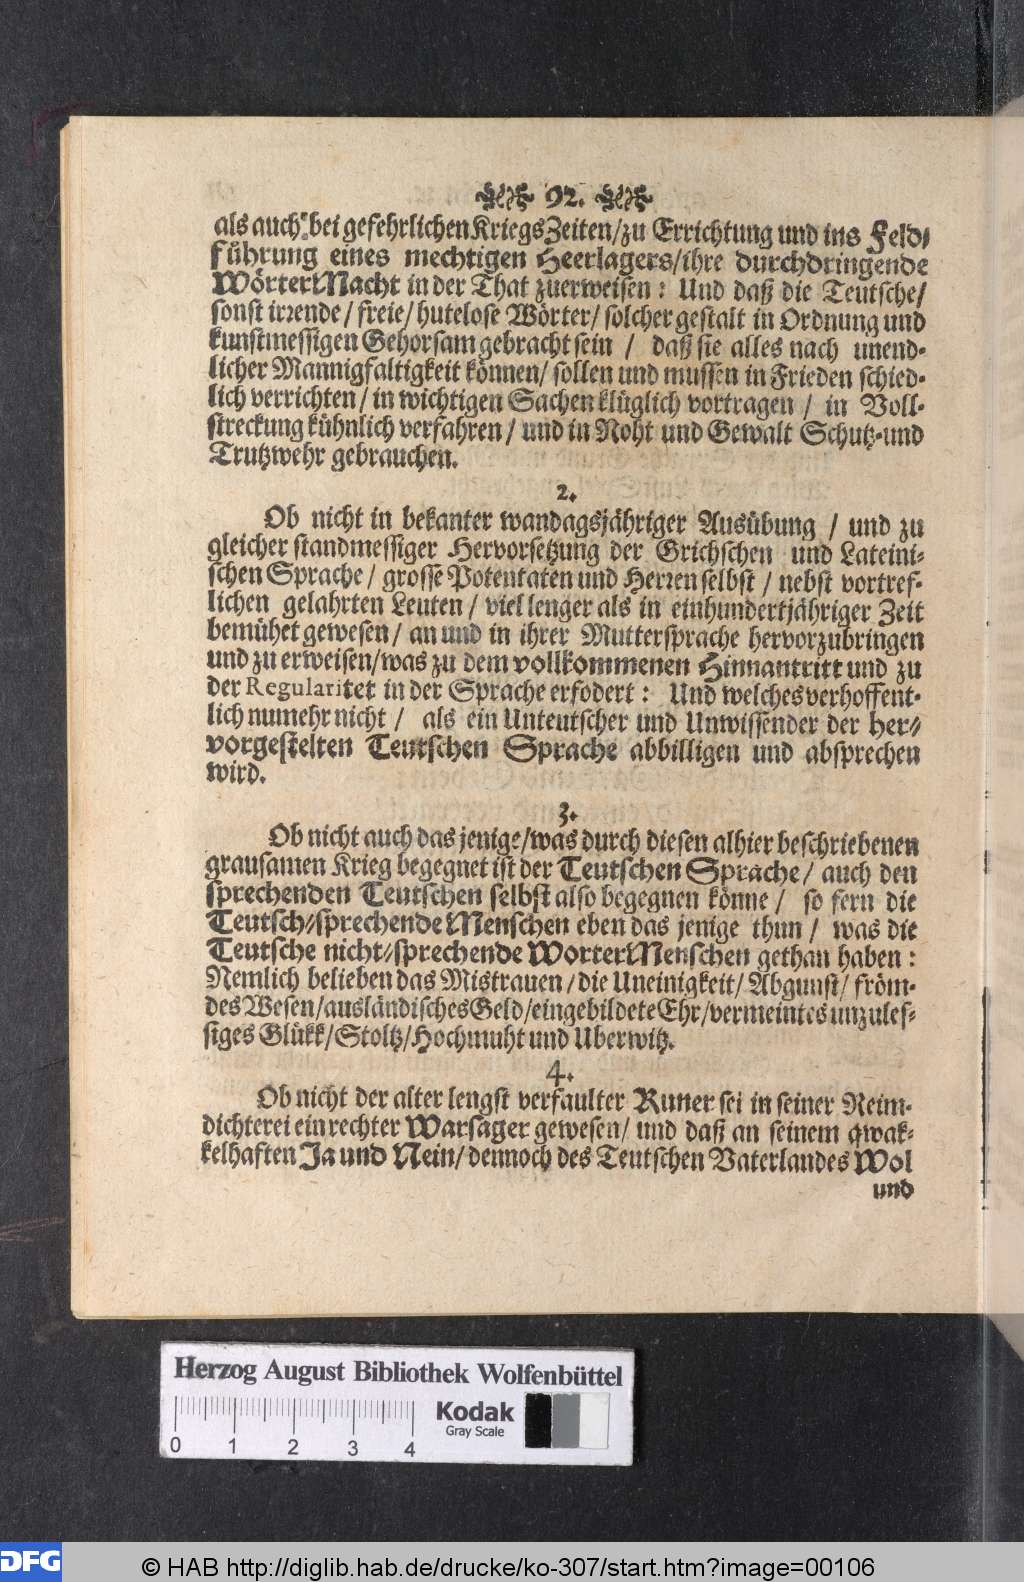 92.
als auch bei gefehrlichen KriegsZeiten/zu Errichtung und ins Feld⸗
führung eines mechtigen Heerlagers/ihre durchdringende
WörterMacht in der That zuerweisen: Und daß die Teutsche/
sonst irrende/ freie/ hutelose Wörter/ solcher gestalt in Ordnung und
kunstmessigen Gehorsam gebracht sein / daß sie alles nach unend-
licher Mannigfaltigkeit können/ sollen und mussen in Frieden schied-
lich verrichten/ in wichtigen Sachen klüglich vortragen / in Voll-
streckung kühnlich verfahren/ und in Noht und Gewalt Schutz-und
Trutzwehr gebrauchen.
2.
Ob nicht in bekanter wandagsjähriger Ausübung / und zu
gleicher standmessiger Hervorsetzung der Grichschen und Lateini-
schen Sprache/ grosse Potentaten und Herren selbst / nebst vortref-
lichen gelahrten Leuten/ viel lenger als in einhundertjähriger Zeit
bemühet gewesen/ an und in ihrer Muttersprache hervorzubringen
und zu erweisen/was zu dem vollkommenen Hinnantritt und zu
der Regularitet in der Sprache erfodert: Und welches verhoffent-
lich numehr nicht / als ein Unteutscher und Unwissender der her⸗
vorgestelten Teutschen Sprache abbilligen und absprechen
wird.
3.
Ob nicht auch das jenige/was durch diesen alhier beschriebenen
grausamen Krieg begegnet ist der Teutschen Sprache/ auch den
sprechenden Teutschen selbst also begegnen könne / so fern die
Teutsch⸗sprechende Menschen eben das jenige thun / was die
Teutsche nicht⸗sprechende WorterMenschen gethan haben:
Nemlich belieben das Mistrauen/die Uneinigkeit/ Abgunst/ fröm-
des Wesen/ausländisches Geld/eingebildete Ehr/vermeintes unzules-
siges Glükk/Stoltz/Hochmuht und Uberwitz.
4.
Ob nicht der alter lengst verfaulter Runer sei in seiner Reim-
dichterei ein rechter Warsager gewesen/ und daß an seinem qwak-
kelhaften Ja und Nein/ dennoch des Teutschen Vaterlandes Wol
und
Herzog August Bibliothek Wolfenbüttel
Kodak
Gray Scale
0 1 2 3 4
DFG
© HAB http://diglib.hab.de/drucke/ko-307/start.htm?image=00106